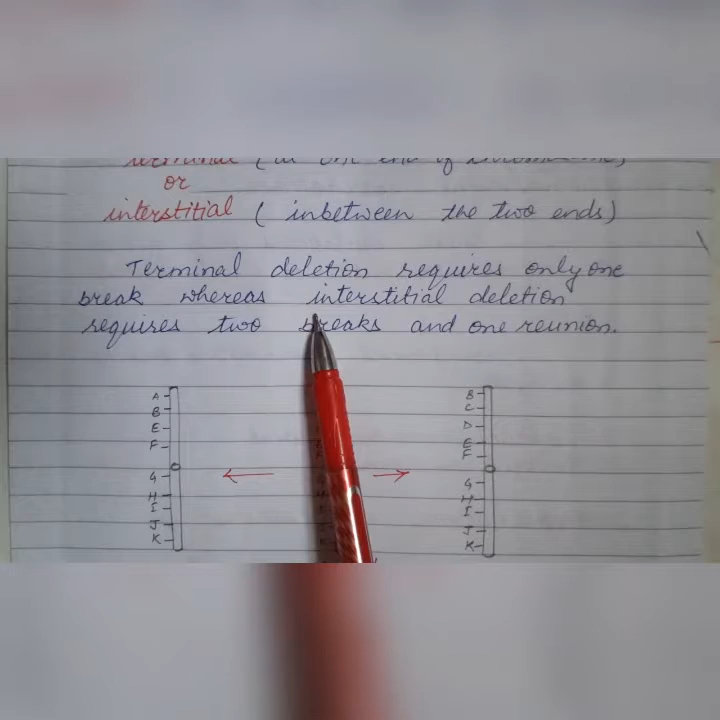 or
interstitial ( inbetween the two ends)
Terminal deletion requires only one
break whereas interstitial deletion
requires two breaks and one reunion.
A
B
E
F
G
H
I
J
K
B
C
D
E
F
G
H
I
J
K